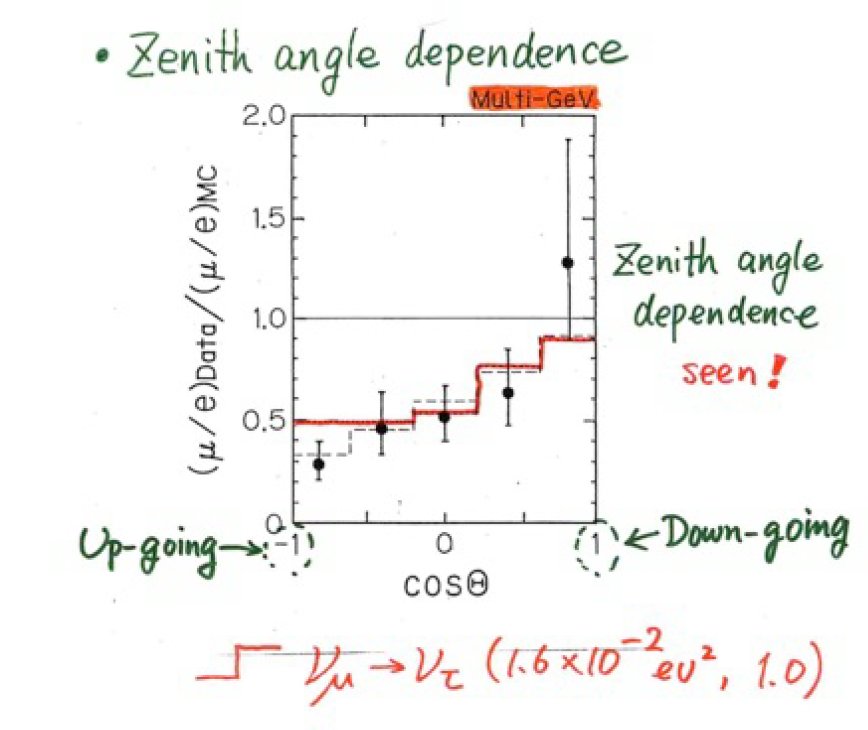 • Zenith angle dependence
Multi-GeV
2.0
1.5
1.0
0.5
0
(μ/e)Data/(μ/e)MC
Zenith angle
dependence
seen!
Up-going→
-1
0
1
←Down-going
cosΘ
νμ → ντ (1.6×10⁻² eV², 1.0)